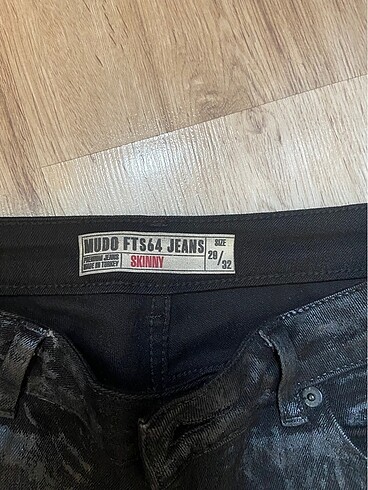 MUDO FTS64 JEANS
PREMIUM JEANS
MADE IN TURKEY
SKINNY
SIZE
29/32